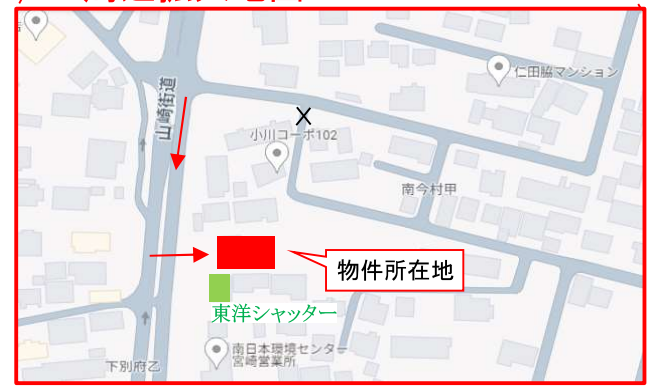 仁田脇マンション
山崎街道
X
小川コーポ102
南今村甲
物件所在地
東洋シャッター
南日本環境センター
宮崎営業所
下別府乙